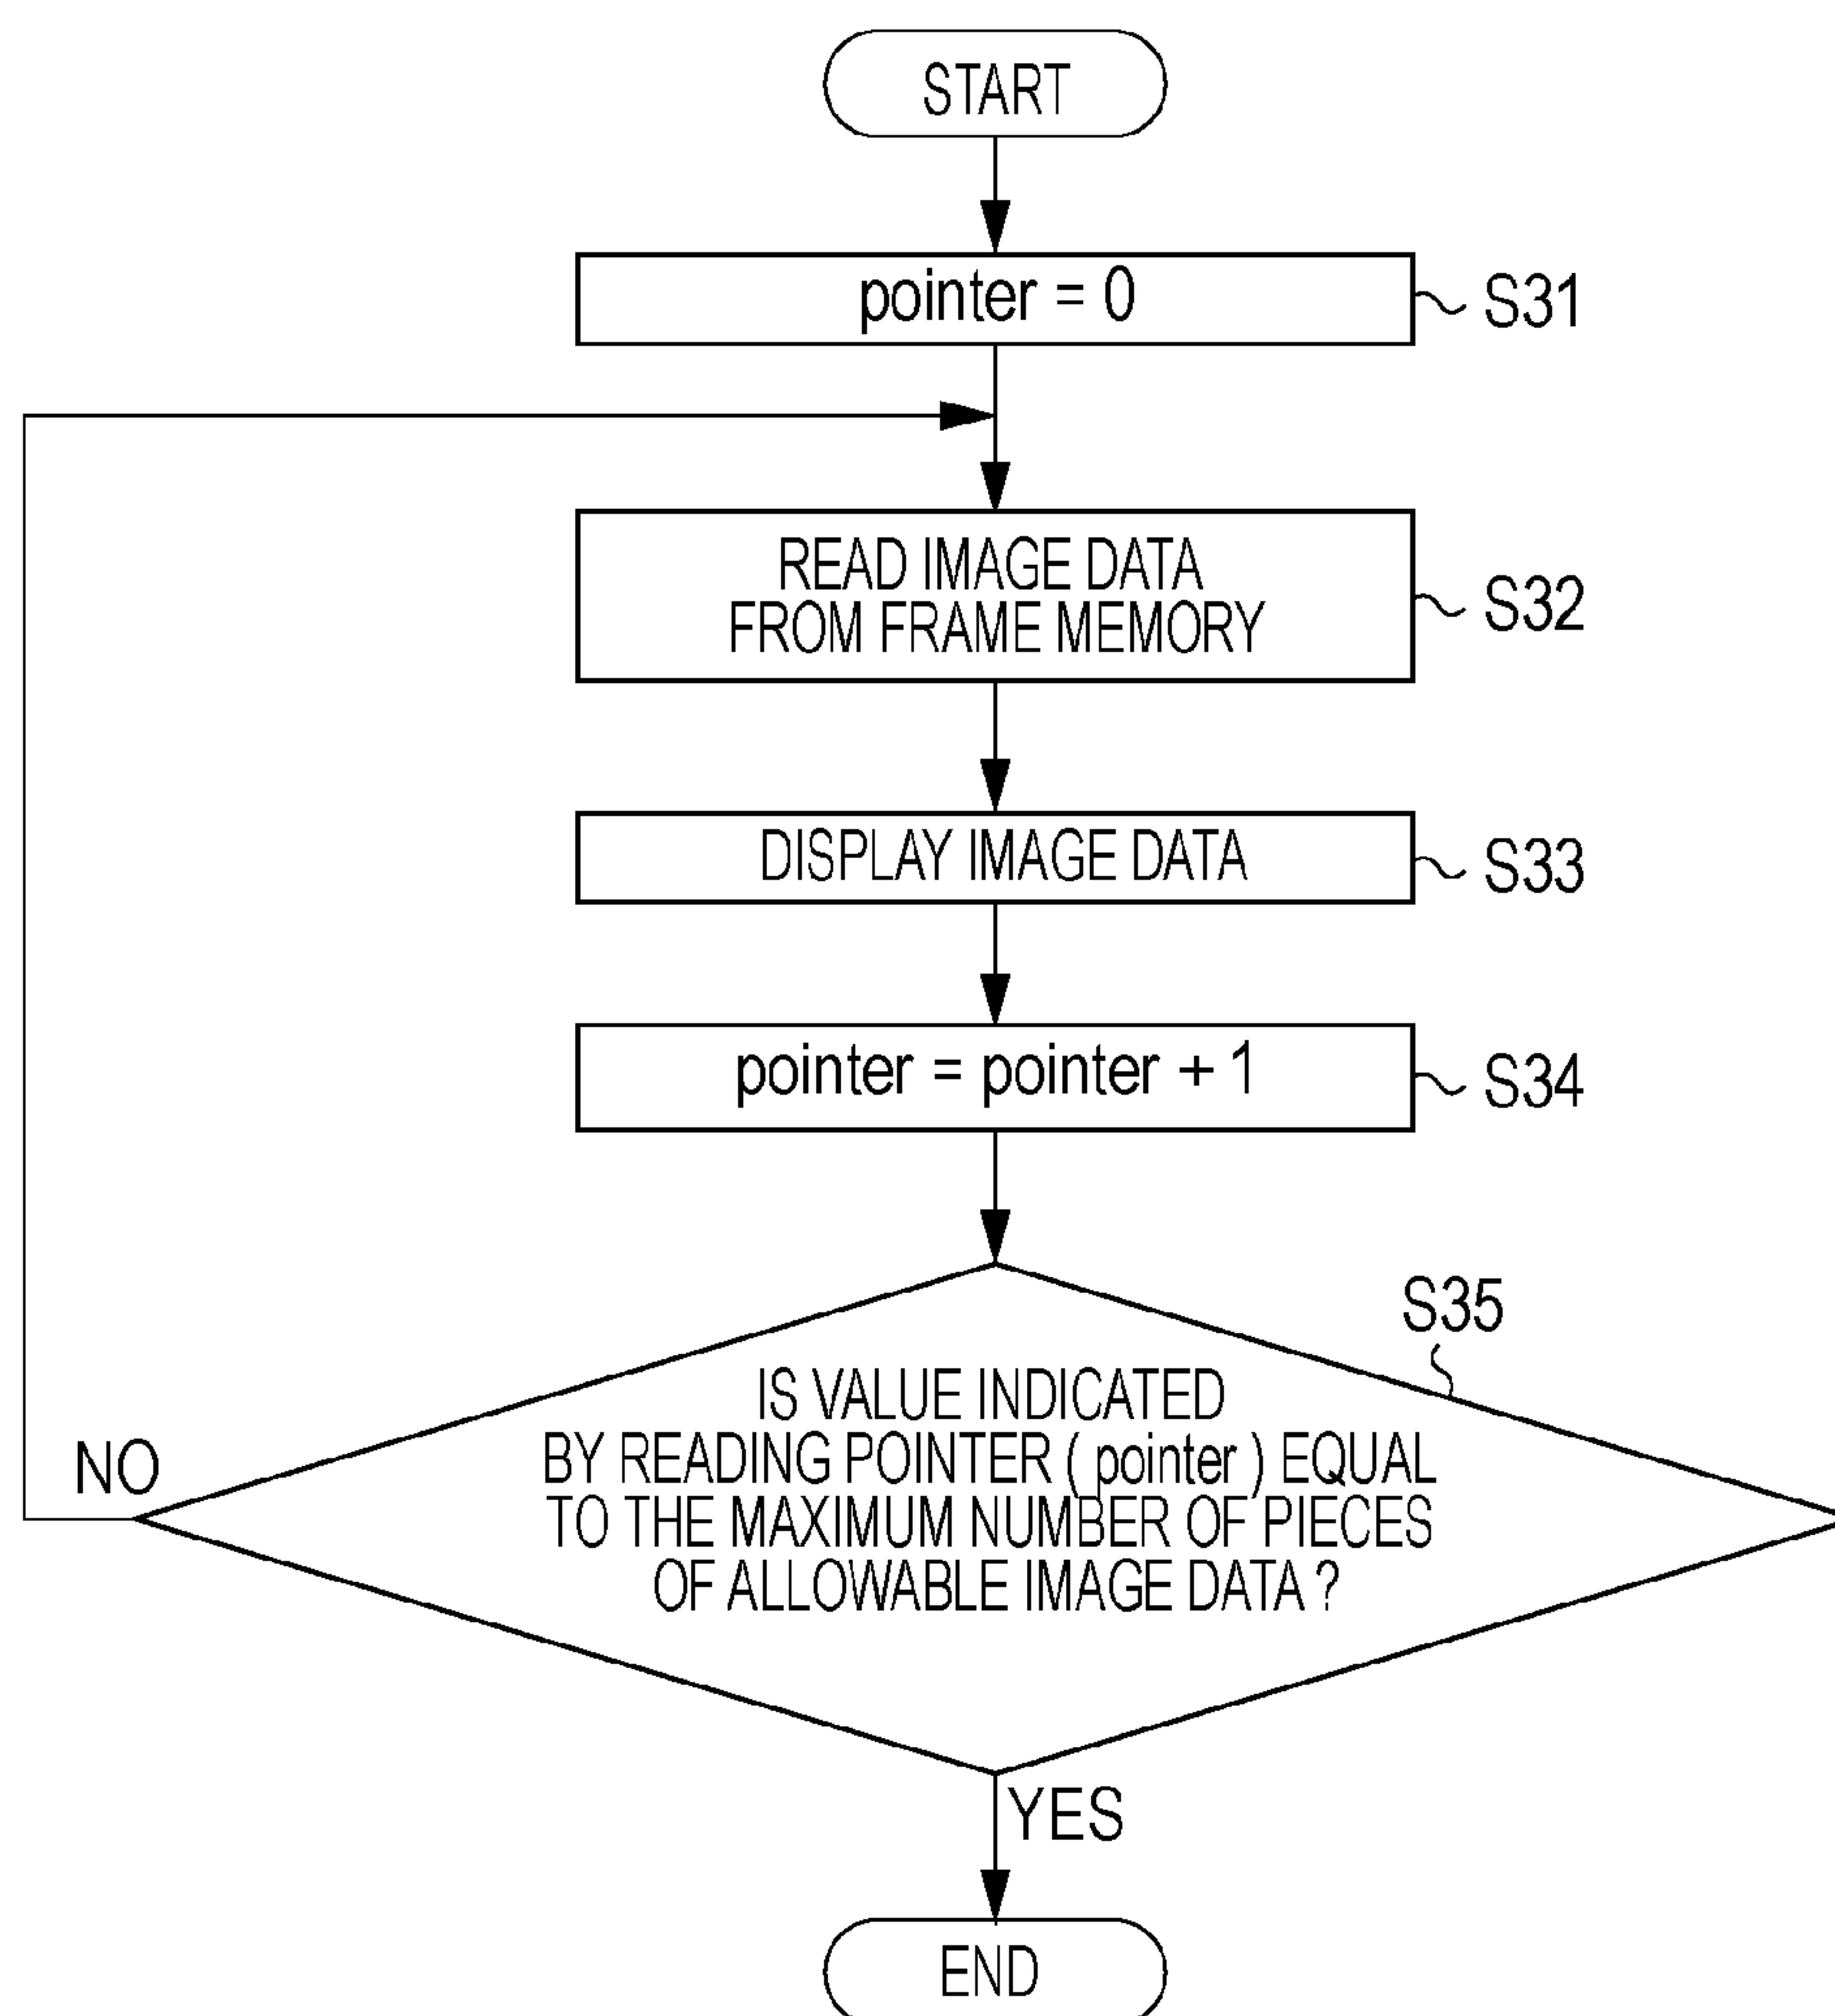 START
pointer = 0
S31
READ IMAGE DATA
FROM FRAME MEMORY
S32
DISPLAY IMAGE DATA
S33
pointer = pointer + 1
S34
S35
IS VALUE INDICATED
BY READING POINTER ( pointer ) EQUAL
TO THE MAXIMUM NUMBER OF PIECES
OF ALLOWABLE IMAGE DATA ?
NO
YES
END